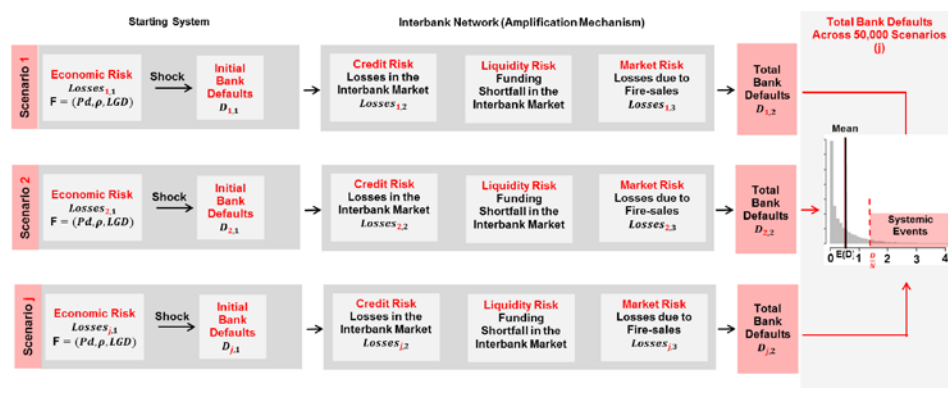 Starting System
Interbank Network (Amplification Mechanism)
Total Bank Defaults
Across 50,000 Scenarios
(j)
Scenario 1
Economic Risk
Losses1,1
F = (Pd, ρ, LGD)
Shock
Initial
Bank
Defaults
D1,1
Credit Risk
Losses in the
Interbank Market
Losses1,2
Liquidity Risk
Funding
Shortfall in the
Interbank Market
Market Risk
Losses due to
Fire-sales
Losses1,3
Total
Bank
Defaults
D1,2
Scenario 2
Economic Risk
Losses2,1
F = (Pd, ρ, LGD)
Shock
Initial
Bank
Defaults
D2,1
Credit Risk
Losses in the
Interbank Market
Losses2,2
Liquidity Risk
Funding
Shortfall in the
Interbank Market
Market Risk
Losses due to
Fire-sales
Losses2,3
Total
Bank
Defaults
D2,2
Mean
Systemic
Events
0 1 2 3 4
E(D)
Scenario j
Economic Risk
Lossesj,1
F = (Pd, ρ, LGD)
Shock
Initial
Bank
Defaults
Dj,1
Credit Risk
Losses in the
Interbank Market
Lossesj,2
Liquidity Risk
Funding
Shortfall in the
Interbank Market
Market Risk
Losses due to
Fire-sales
Lossesj,3
Total
Bank
Defaults
Dj,2